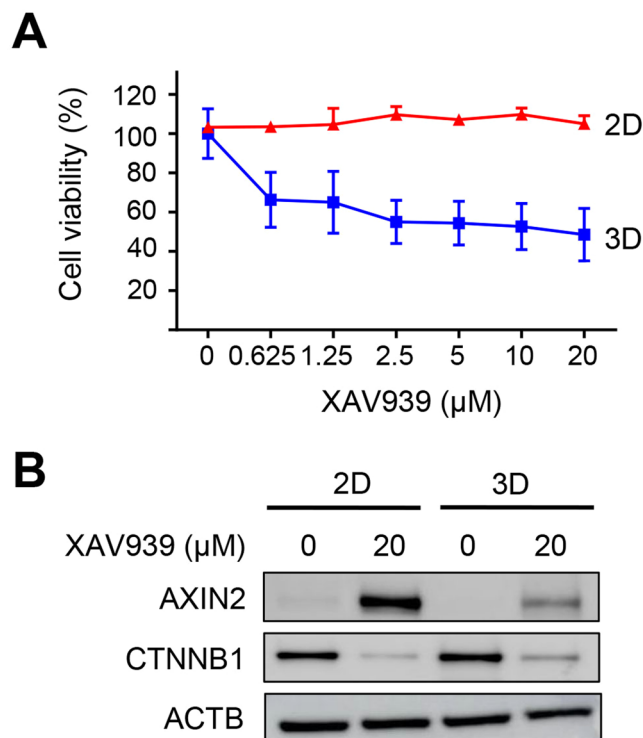 A
Cell viability (%)
120
100
80
60
40
20
2D
3D
0 0.625 1.25 2.5 5 10 20
XAV939 (µM)
B
2D 3D
XAV939 (µM) 0 20 0 20
AXIN2
CTNNB1
ACTB